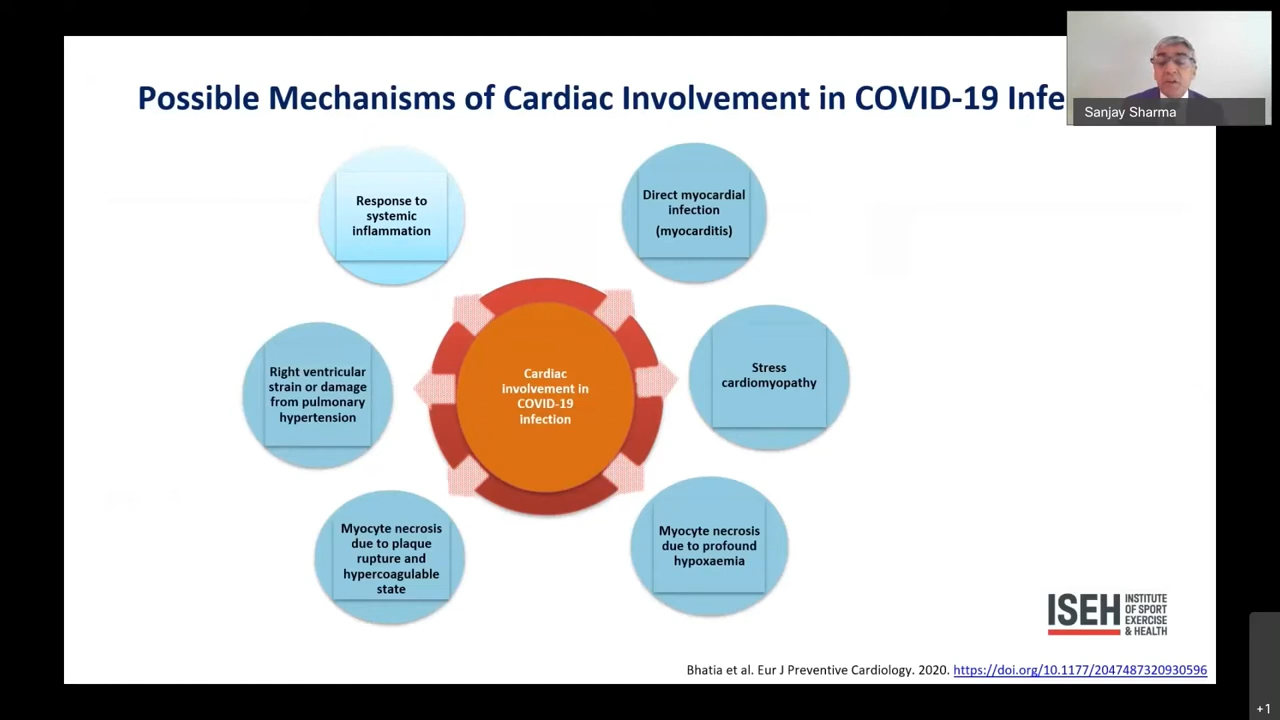 Possible Mechanisms of Cardiac Involvement in COVID-19
Sanjay Sharma
Response to
systemic
inflammation
Direct myocardial
infection
(myocarditis)
Right ventricular
strain or damage
from pulmonary
hypertension
Cardiac
involvement in
COVID-19
infection
Stress
cardiomyopathy
Myocyte necrosis
due to plaque
rupture and
hypercoagulable
state
Myocyte necrosis
due to profound
hypoxaemia
ISEH
INSTITUTE
OF SPORT
EXERCISE
& HEALTH
Bhatia et al. Eur J Preventive Cardiology. 2020. https://doi.org/10.1177/2047487320930596
+1